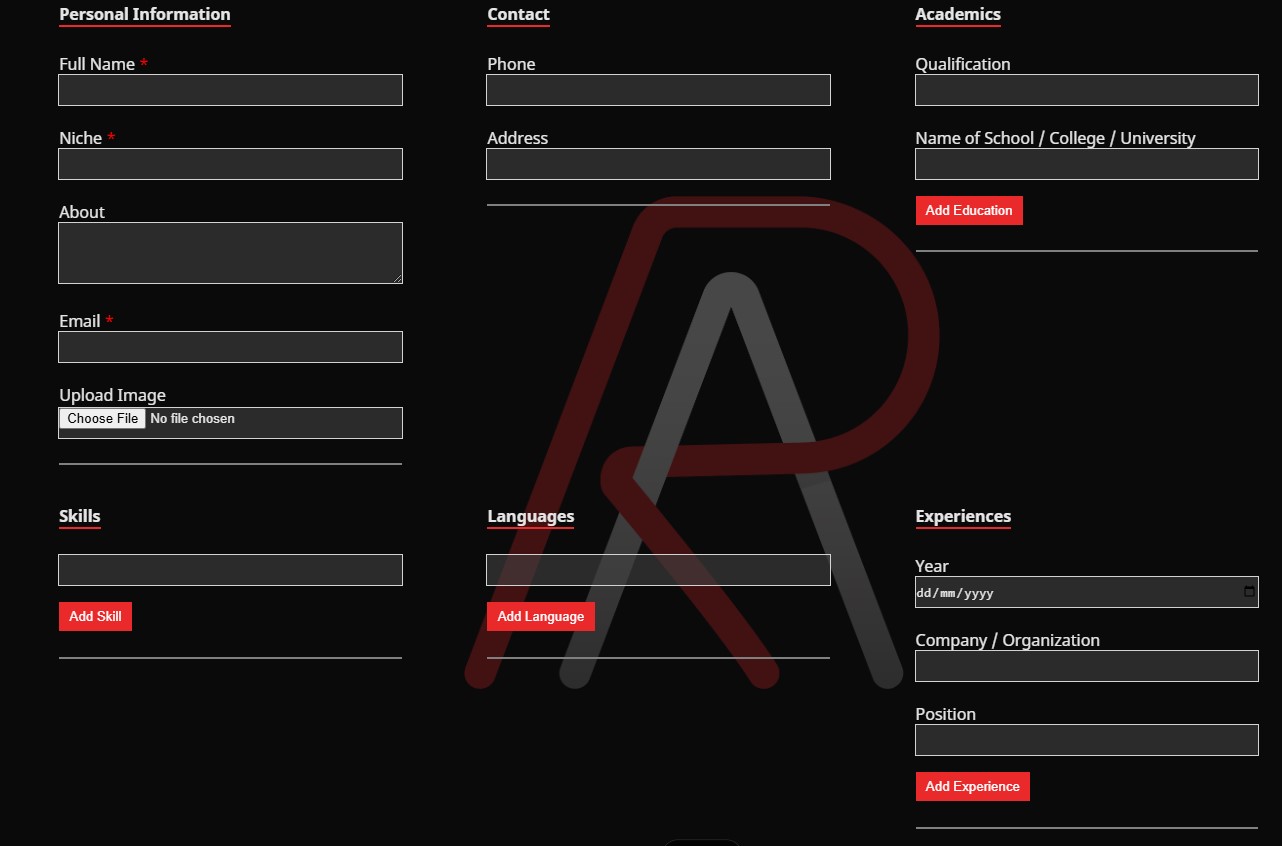 Personal Information
Full Name *
Niche *
About
Email *
Upload Image
Choose File No file chosen
Contact
Phone
Address
Academics
Qualification
Name of School / College / University
Add Education
Skills
Add Skill
Languages
Add Language
Experiences
Year
dd/mm/yyyy
Company / Organization
Position
Add Experience